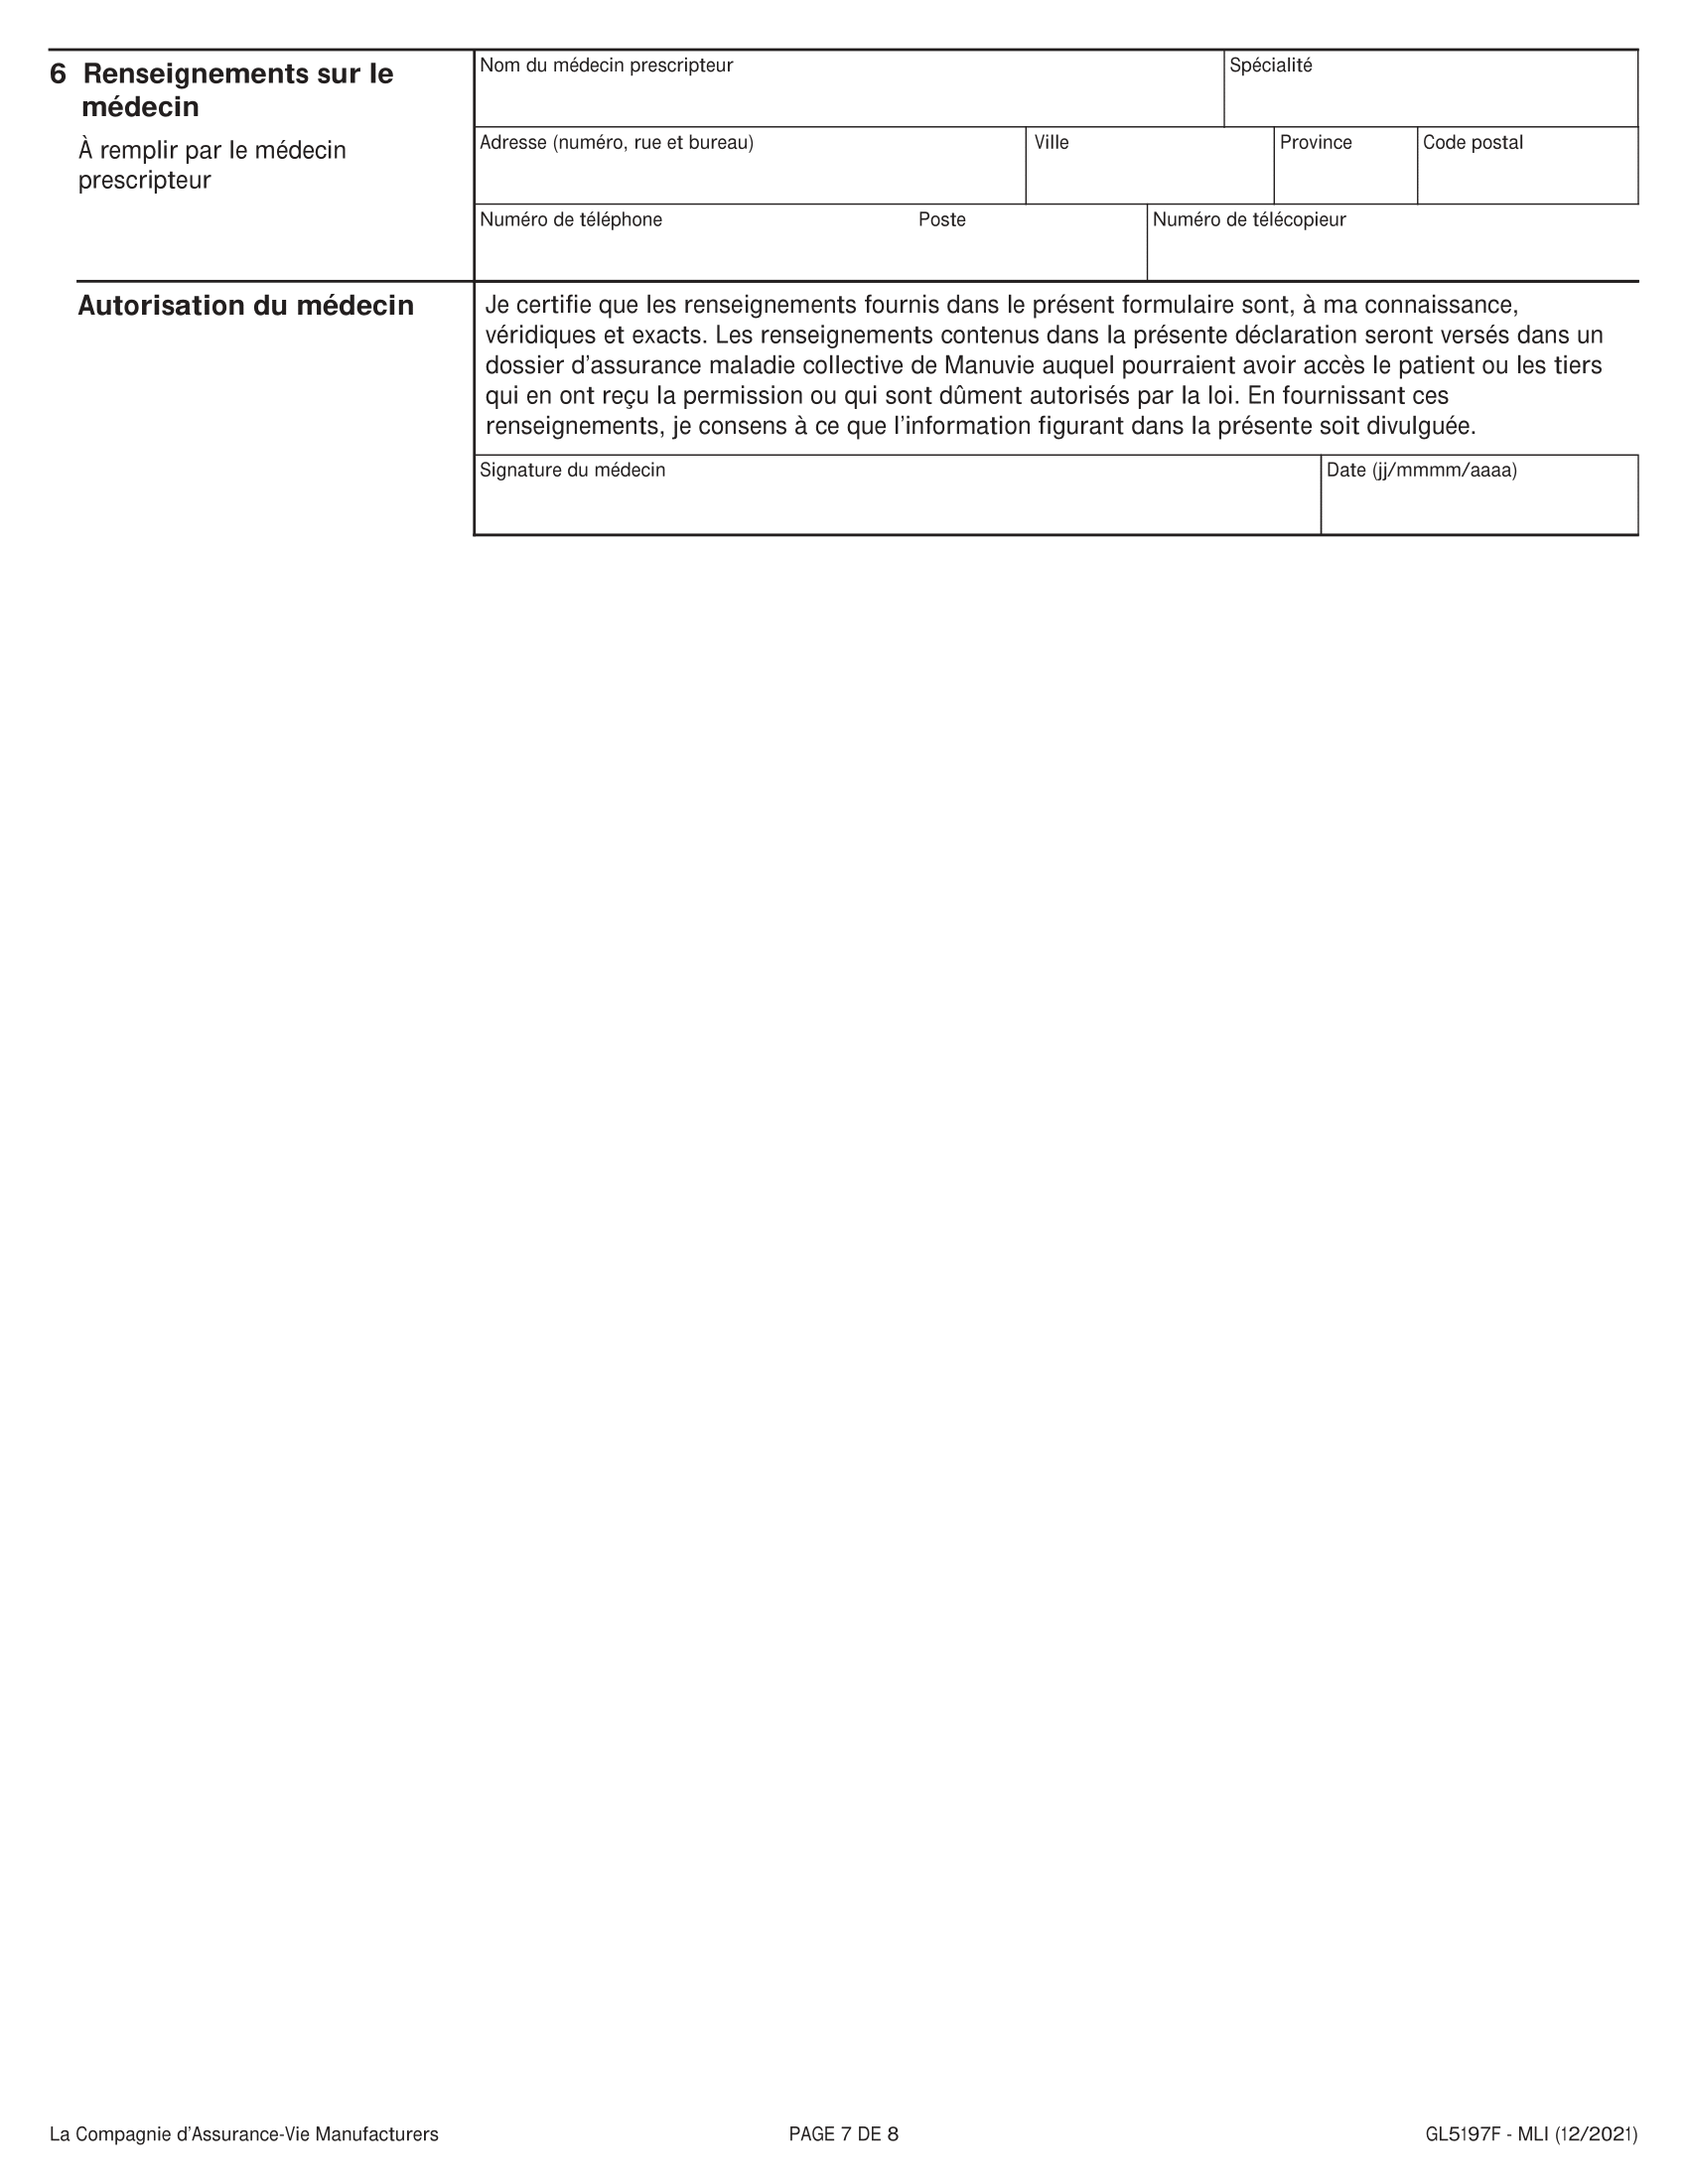 6 Renseignements sur le
médecin
À remplir par le médecin
prescripteur
Nom du médecin prescripteur
Spécialité
Adresse (numéro, rue et bureau)
Ville
Province
Code postal
Numéro de téléphone
Poste
Numéro de télécopieur
Autorisation du médecin
Je certifie que les renseignements fournis dans le présent formulaire sont, à ma connaissance,
véridiques et exacts. Les renseignements contenus dans la présente déclaration seront versés dans un
dossier d'assurance maladie collective de Manuvie auquel pourraient avoir accès le patient ou les tiers
qui en ont reçu la permission ou qui sont dûment autorisés par la loi. En fournissant ces
renseignements, je consens à ce que l'information figurant dans la présente soit divulguée.
Signature du médecin
Date (jj/mmmm/aaaa)
La Compagnie d'Assurance-Vie Manufacturers
PAGE 7 DE 8
GL5197F - MLI (12/2021)